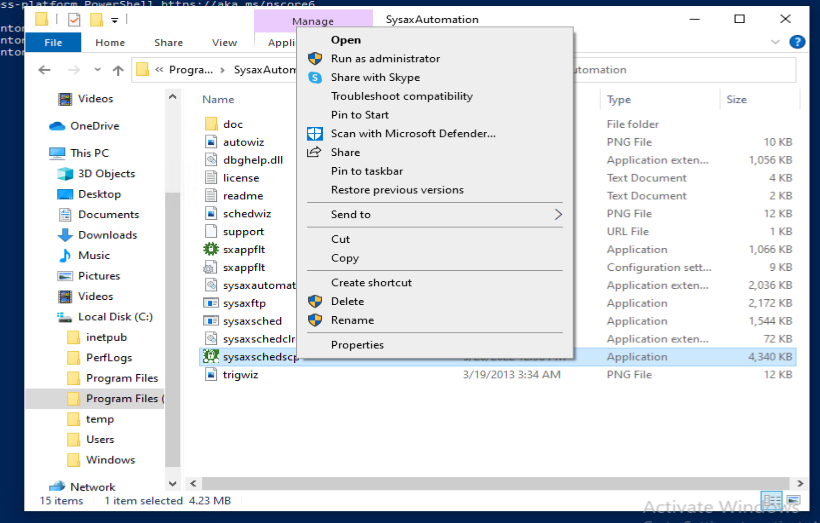 ss-platform PowerShell https://aka.ms/pscore6
Manage
SysaxAutomation
File
Home
Share
View
Appli
« Progra... › SysaxAutom
utomation
Name
Type
Size
Videos
OneDrive
This PC
3D Objects
Desktop
Documents
Downloads
Music
Pictures
Videos
Local Disk (C:)
inetpub
PerfLogs
Program Files
Program Files (
temp
Users
Windows
Network
doc File folder
autowiz PNG File 10 KB
dbghelp.dll Application exten... 1,056 KB
license Text Document 4 KB
readme Text Document 2 KB
schedwiz PNG File 12 KB
support URL File 1 KB
sxappflt Application 1,066 KB
sxappflt Configuration sett... 9 KB
sysaxautomat Application exten... 2,036 KB
sysaxftp Application 2,172 KB
sysaxsched Application 1,544 KB
sysaxschedclr Application exten... 72 KB
sysaxschedscp Application 4,340 KB
trigwiz 3/19/2013 3:34 AM PNG File 12 KB
Open
Run as administrator
Share with Skype
Troubleshoot compatibility
Pin to Start
Scan with Microsoft Defender...
Share
Pin to taskbar
Restore previous versions
Send to
Cut
Copy
Create shortcut
Delete
Rename
Properties
15 items 1 item selected 4.23 MB
Activate Windows